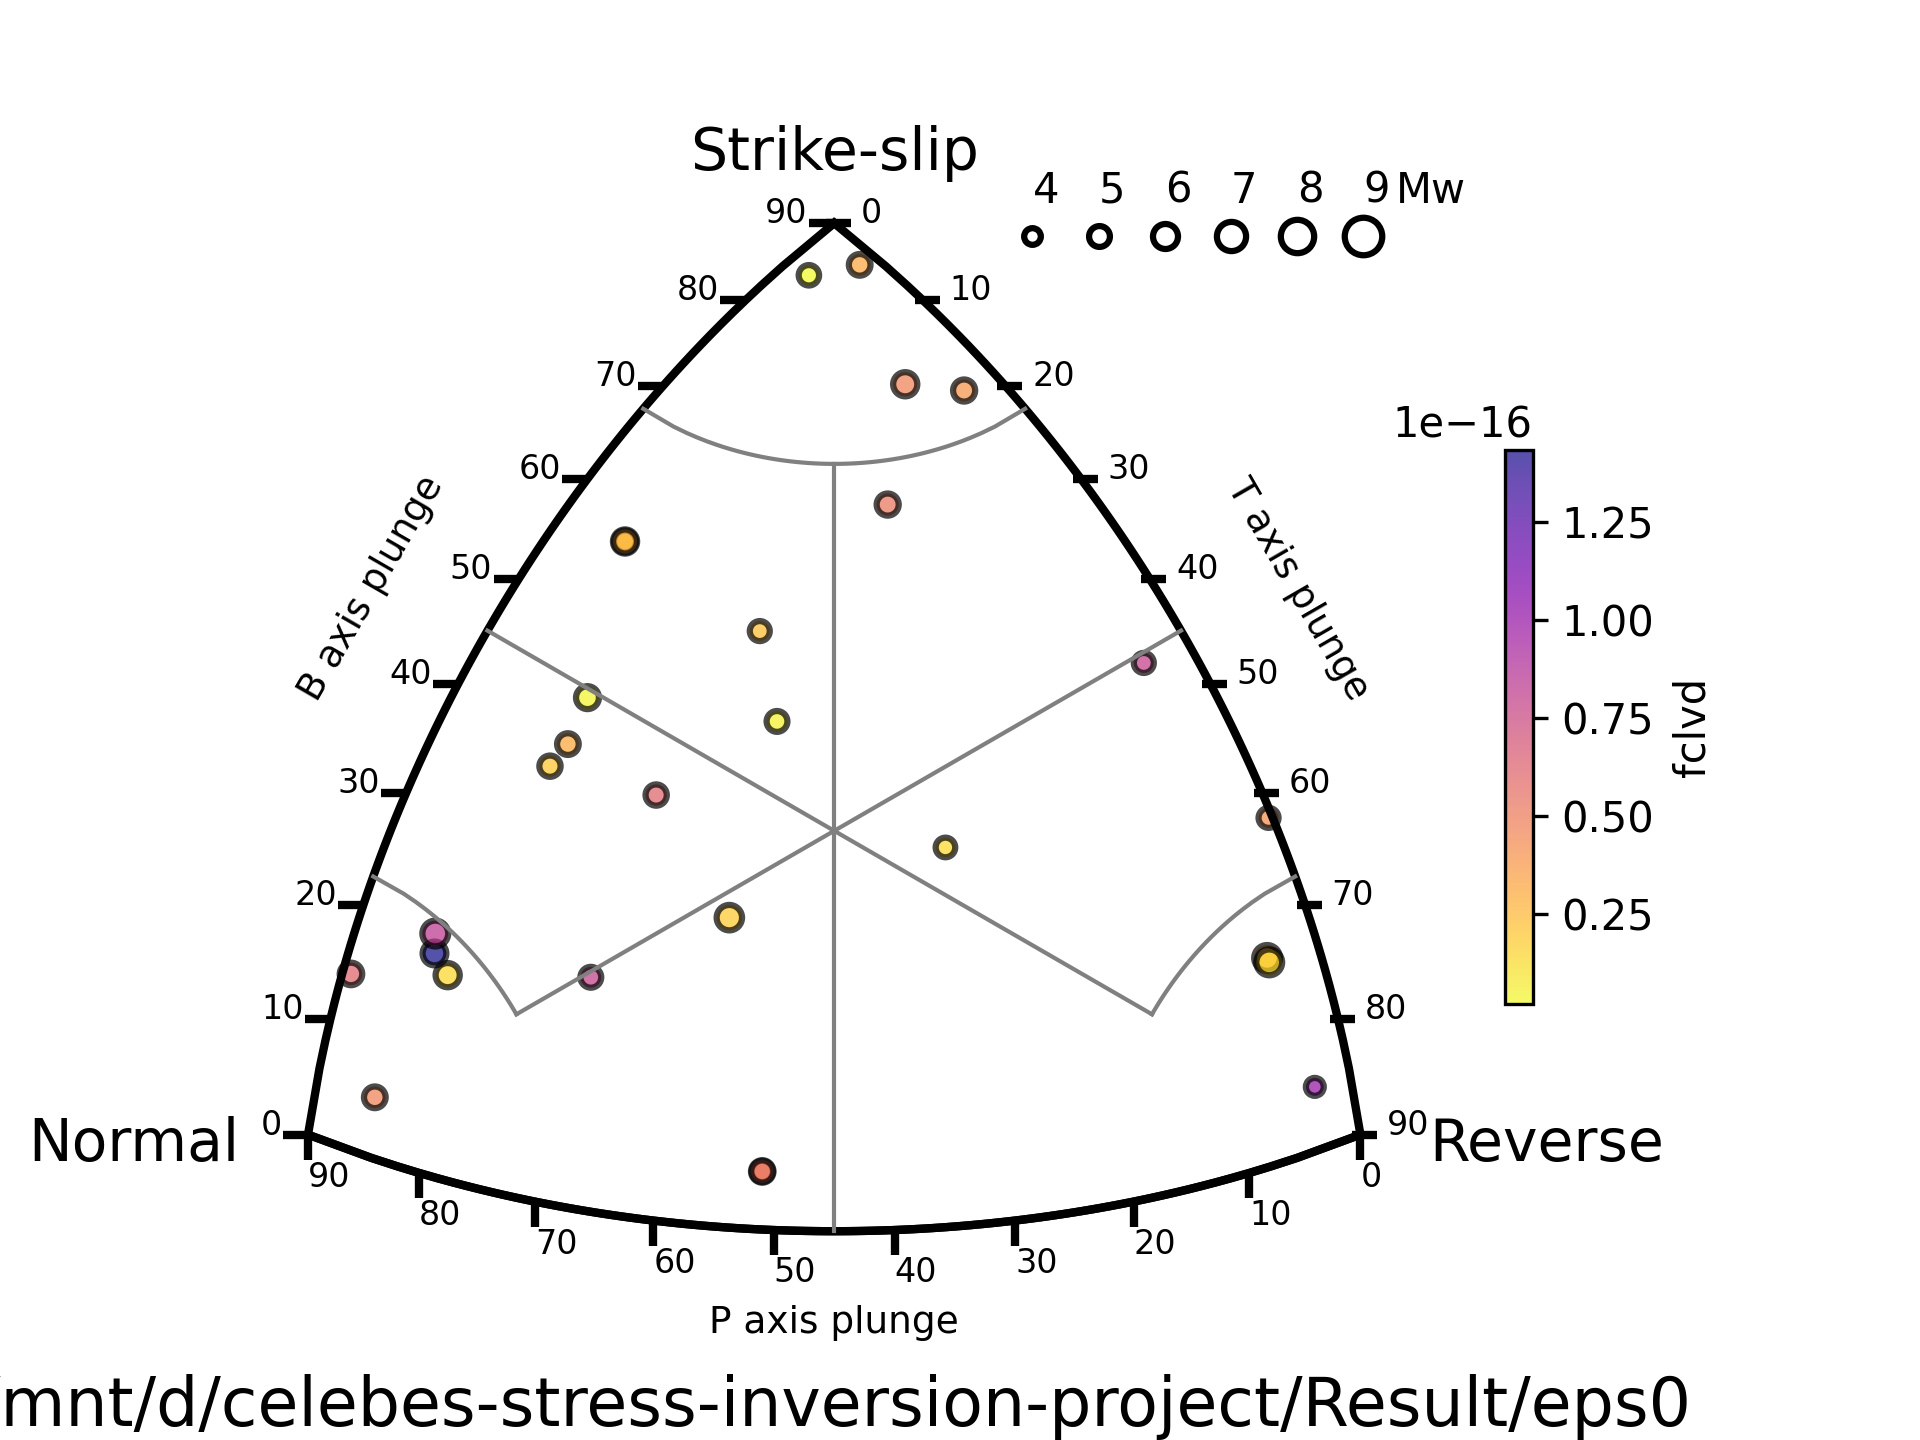 Strike-slip
4 5 6 7 8 9 Mw
90 0
80 10
70 20
60 30
50 40
40 50
30 60
20 70
10 80
0 90
B axis plunge
T axis plunge
Normal
Reverse
90 80 70 60 50 40 30 20 10 0
P axis plunge
1e−16
1.25
1.00
0.75
0.50
0.25
fclvd
mnt/d/celebes-stress-inversion-project/Result/eps0